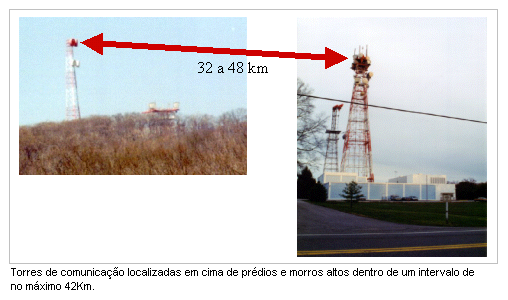 32 a 48 km
Torres de comunicação localizadas em cima de prédios e morros altos dentro de um intervalo de
no máximo 42Km.